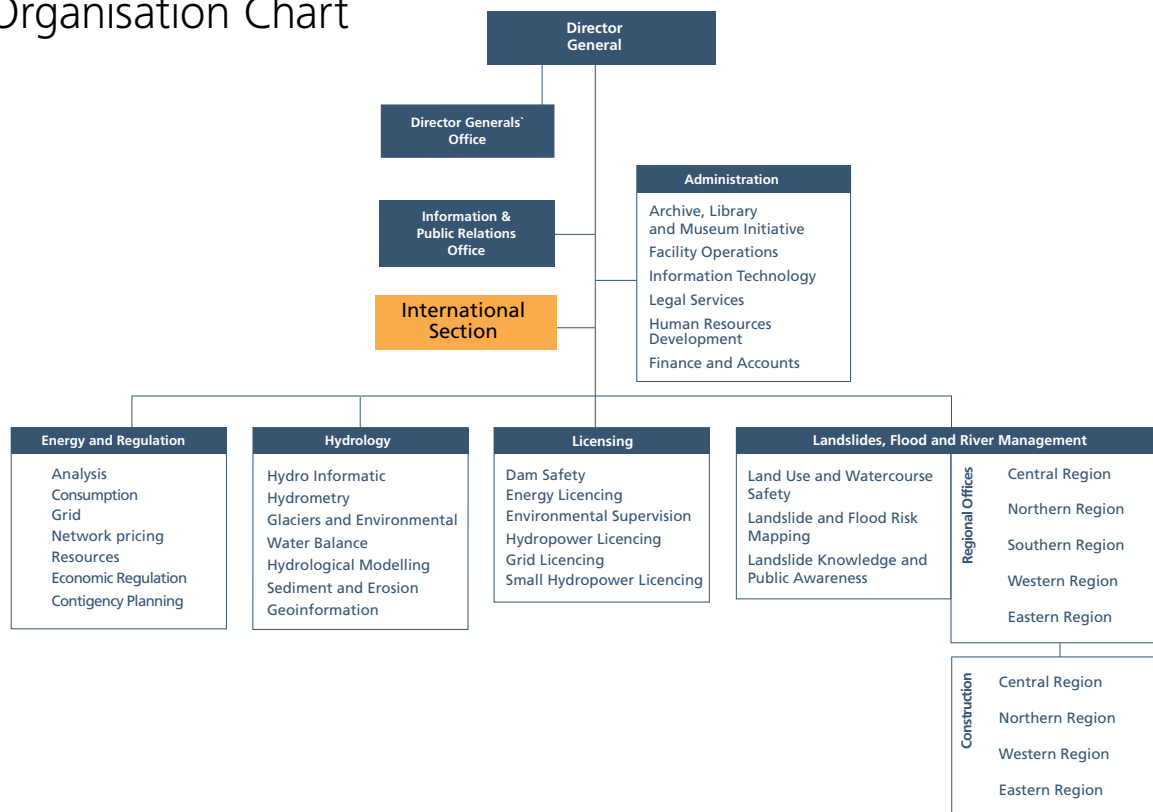 Organisation Chart
Director
General
Director Generals`
Office
Information &
Public Relations
Office
International
Section
Administration
Archive, Library
and Museum Initiative
Facility Operations
Information Technology
Legal Services
Human Resources
Development
Finance and Accounts
Energy and Regulation
Analysis
Consumption
Grid
Network pricing
Resources
Economic Regulation
Contigency Planning
Hydrology
Hydro Informatic
Hydrometry
Glaciers and Environmental
Water Balance
Hydrological Modelling
Sediment and Erosion
Geoinformation
Licensing
Dam Safety
Energy Licencing
Environmental Supervision
Hydropower Licencing
Grid Licencing
Small Hydropower Licencing
Landslides, Flood and River Management
Land Use and Watercourse
Safety
Landslide and Flood Risk
Mapping
Landslide Knowledge and
Public Awareness
Regional Offices
Central Region
Northern Region
Southern Region
Western Region
Eastern Region
Construction
Central Region
Northern Region
Western Region
Eastern Region